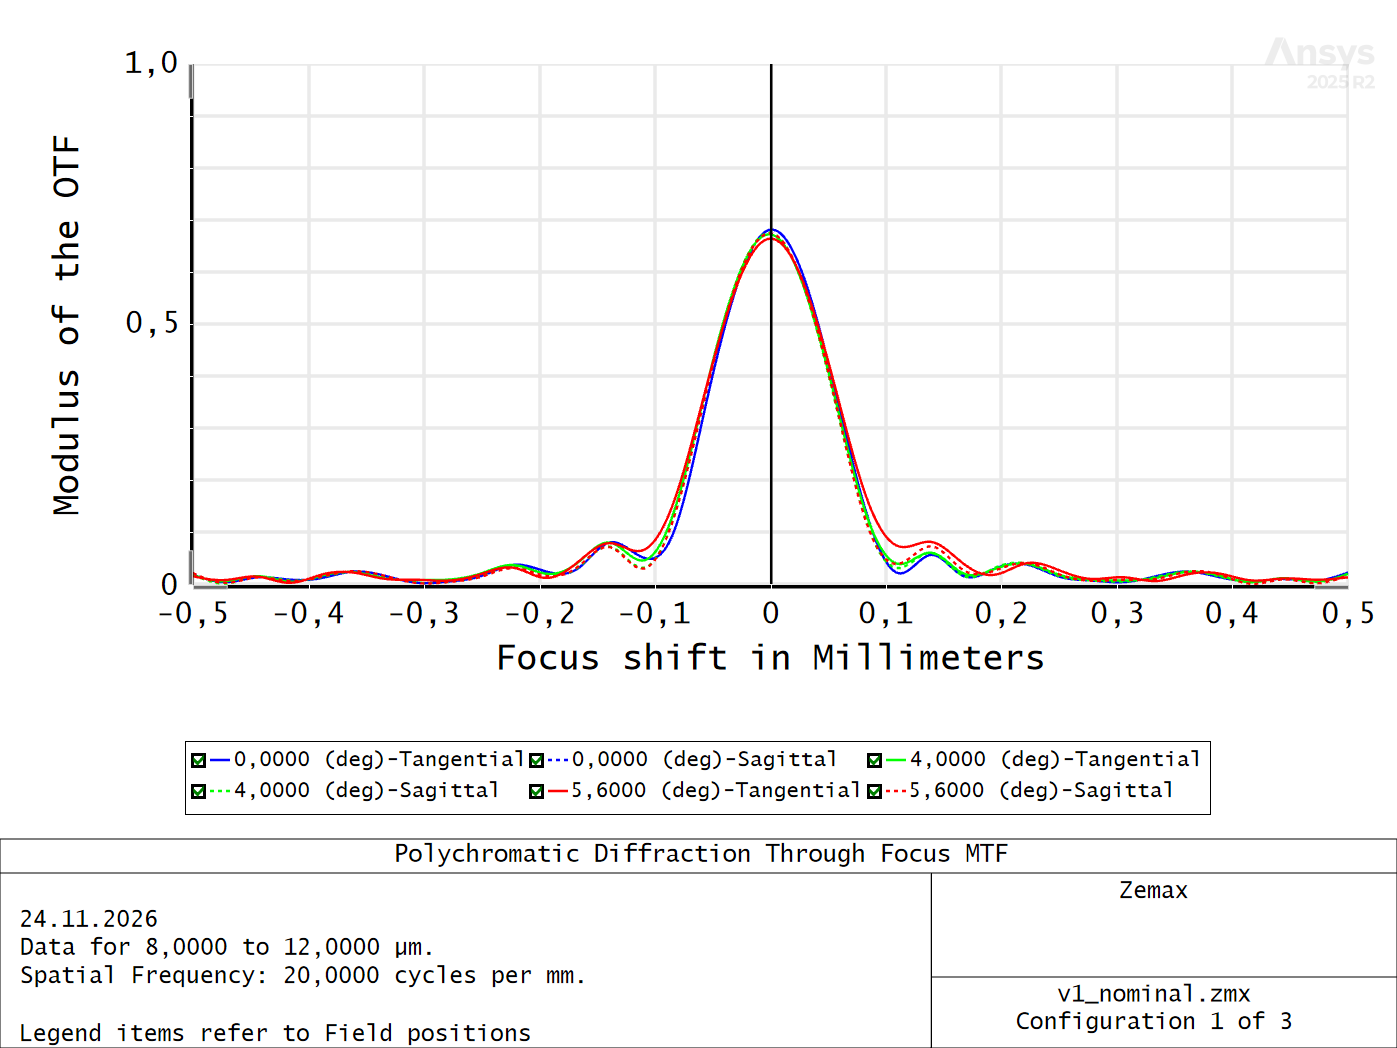 Ansys
2025 R2
1,0
0,5
0
Modulus of the OTF
-0,5 -0,4 -0,3 -0,2 -0,1 0 0,1 0,2 0,3 0,4 0,5
Focus shift in Millimeters
0,0000 (deg)-Tangential 0,0000 (deg)-Sagittal 4,0000 (deg)-Tangential
4,0000 (deg)-Sagittal 5,6000 (deg)-Tangential 5,6000 (deg)-Sagittal
Polychromatic Diffraction Through Focus MTF
24.11.2026
Data for 8,0000 to 12,0000 µm.
Spatial Frequency: 20,0000 cycles per mm.
Legend items refer to Field positions
Zemax
v1_nominal.zmx
Configuration 1 of 3